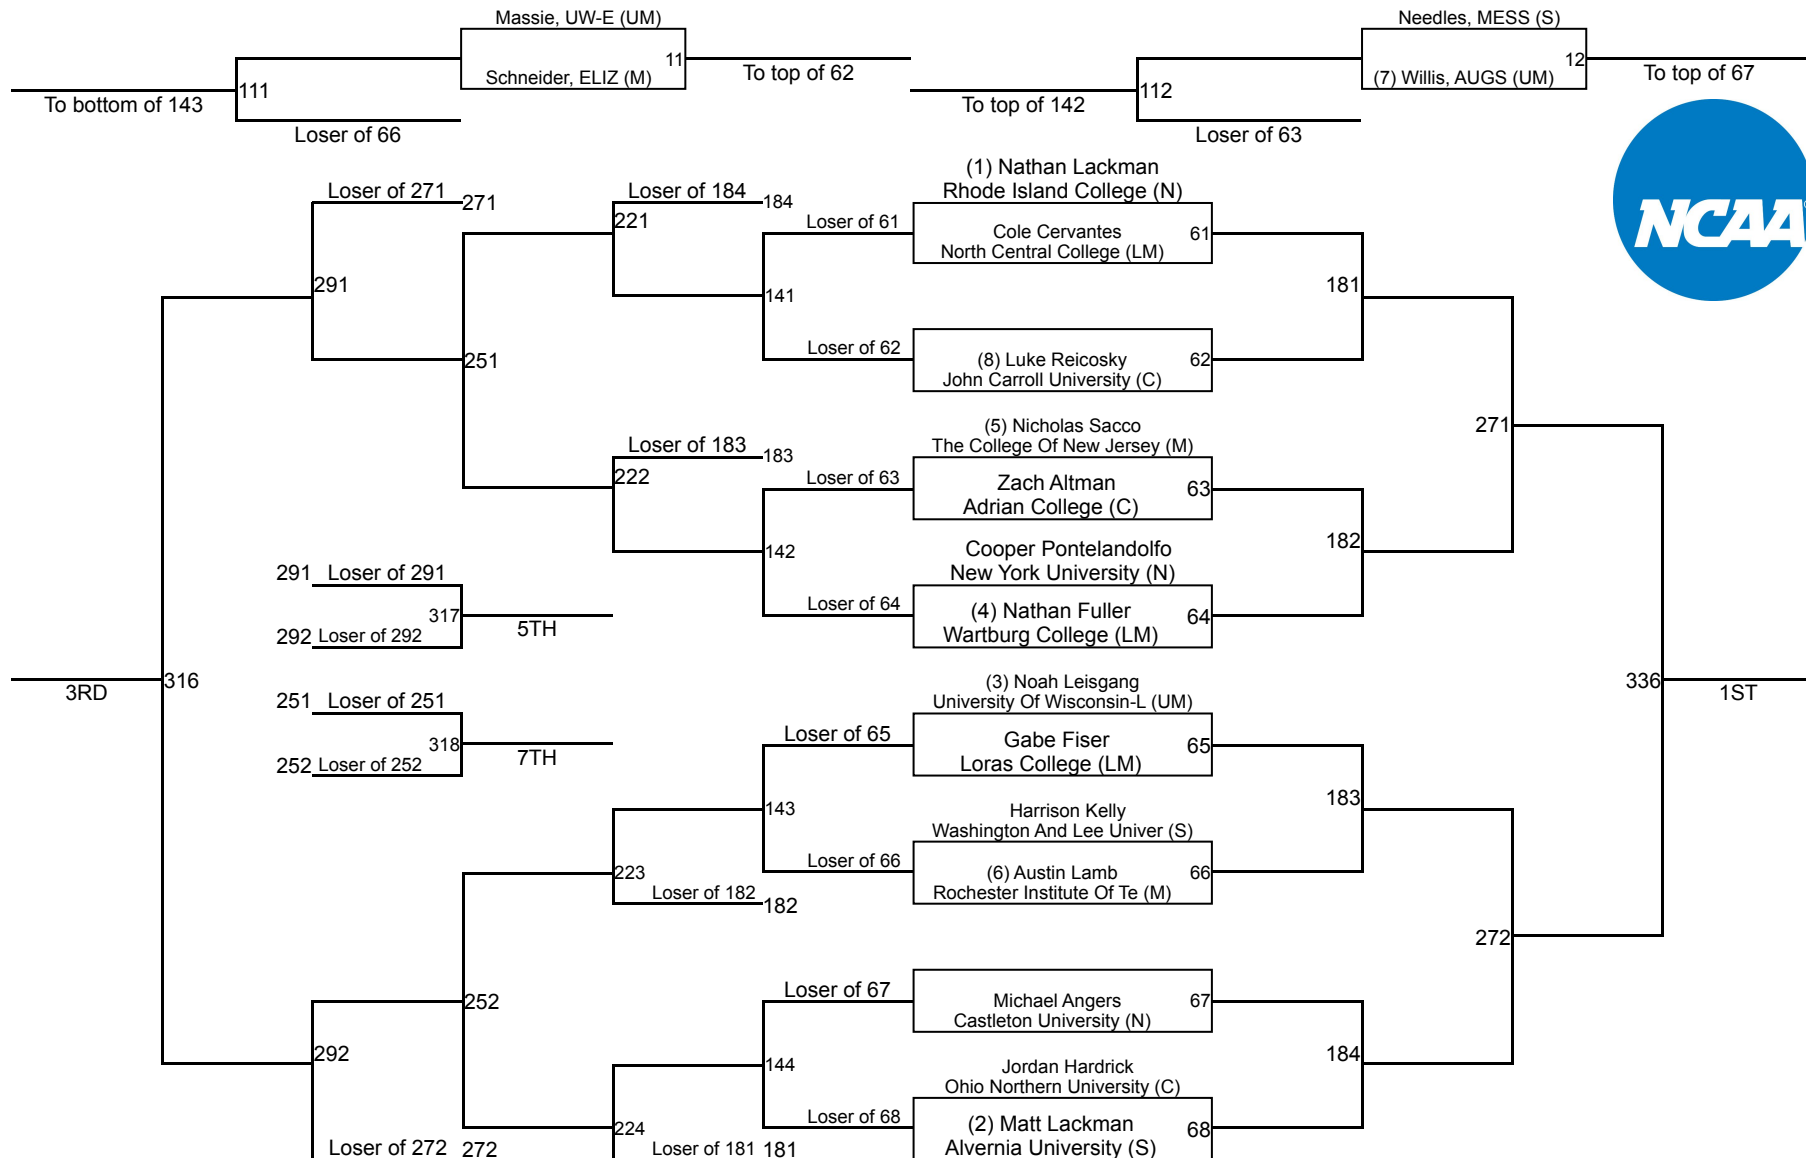 Massie, UW-E (UM)
11
Schneider, ELIZ (M)
To top of 62
111
To bottom of 143
Loser of 66
Needles, MESS (S)
12
(7) Willis, AUGS (UM)
To top of 67
112
To top of 142
Loser of 63
NCAA
(1) Nathan Lackman
Rhode Island College (N)
Loser of 271
271
Loser of 184
184
221
Loser of 61
Cole Cervantes
61
North Central College (LM)
291
141
181
Loser of 62
(8) Luke Reicosky
62
John Carroll University (C)
251
271
(5) Nicholas Sacco
The College Of New Jersey (M)
Loser of 183
183
222
Loser of 63
Zach Altman
63
Adrian College (C)
142
182
Cooper Pontelandolfo
New York University (N)
291
Loser of 291
Loser of 64
(4) Nathan Fuller
64
Wartburg College (LM)
317
5TH
292
Loser of 292
316
3RD
336
1ST
(3) Noah Leisgang
University Of Wisconsin-L (UM)
251
Loser of 251
Loser of 65
Gabe Fiser
65
Loras College (LM)
318
7TH
252
Loser of 252
143
183
Harrison Kelly
Washington And Lee Univer (S)
Loser of 66
(6) Austin Lamb
66
Rochester Institute Of Te (M)
223
Loser of 182
182
272
252
Loser of 67
Michael Angers
67
Castleton University (N)
292
144
184
Jordan Hardrick
Ohio Northern University (C)
Loser of 68
(2) Matt Lackman
68
Alvernia University (S)
224
Loser of 272
272
Loser of 181
181